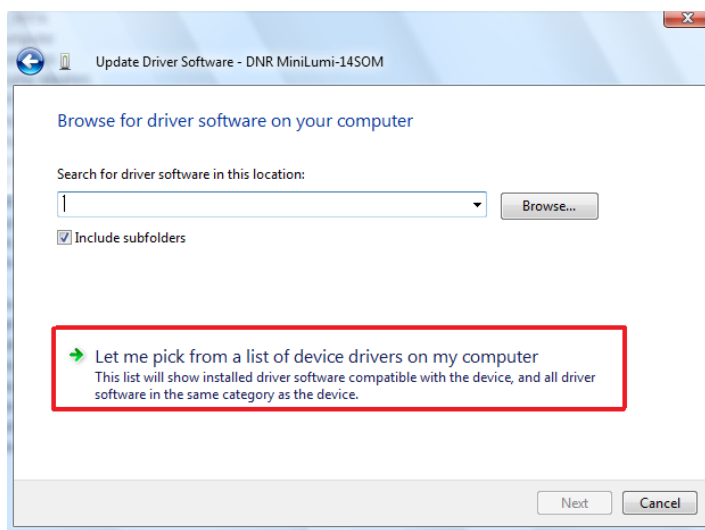 Update Driver Software - DNR MiniLumi-14SOM
Browse for driver software on your computer
Search for driver software in this location:
Browse...
Include subfolders
Let me pick from a list of device drivers on my computer
This list will show installed driver software compatible with the device, and all driver
software in the same category as the device.
Next
Cancel